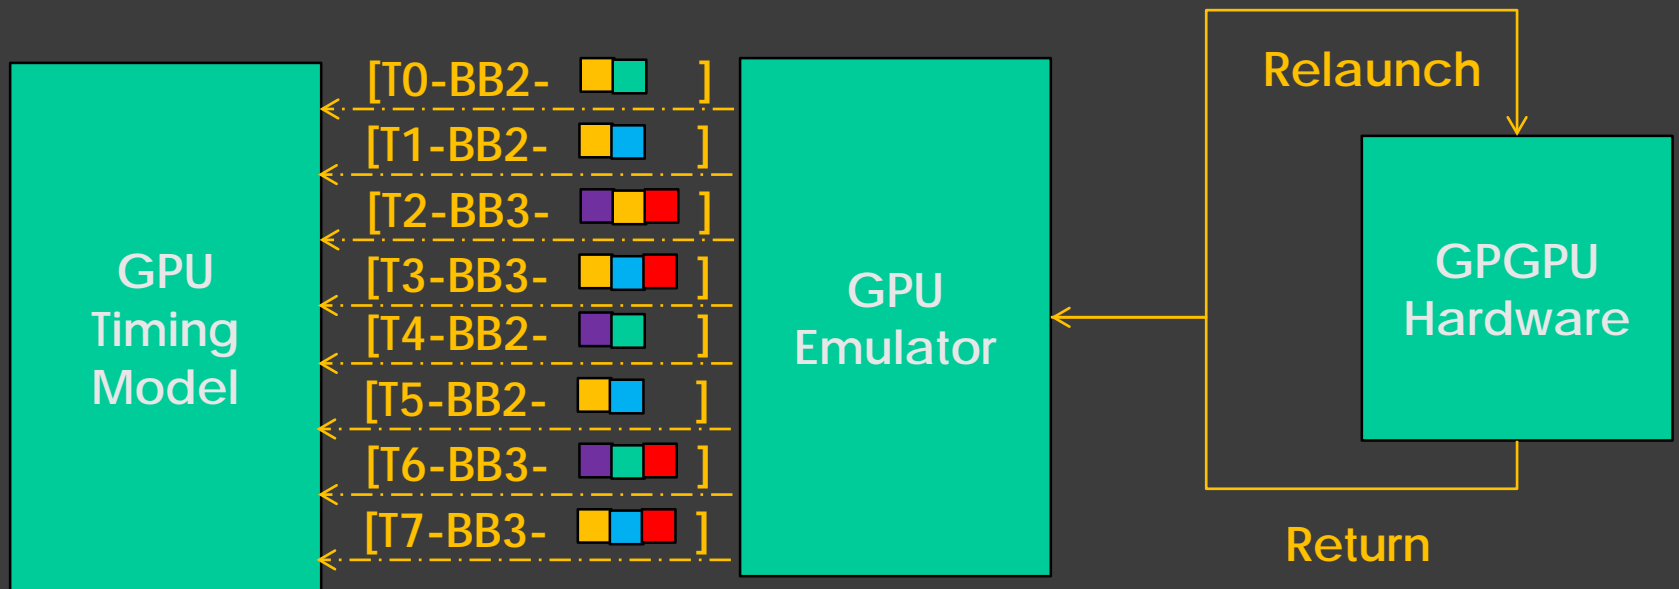 [T0-BB2- ]
[T1-BB2- ]
[T2-BB3- ]
[T3-BB3- ]
[T4-BB2- ]
[T5-BB2- ]
[T6-BB3- ]
[T7-BB3- ]
GPU
Timing
Model
GPU
Emulator
Relaunch
GPGPU
Hardware
Return